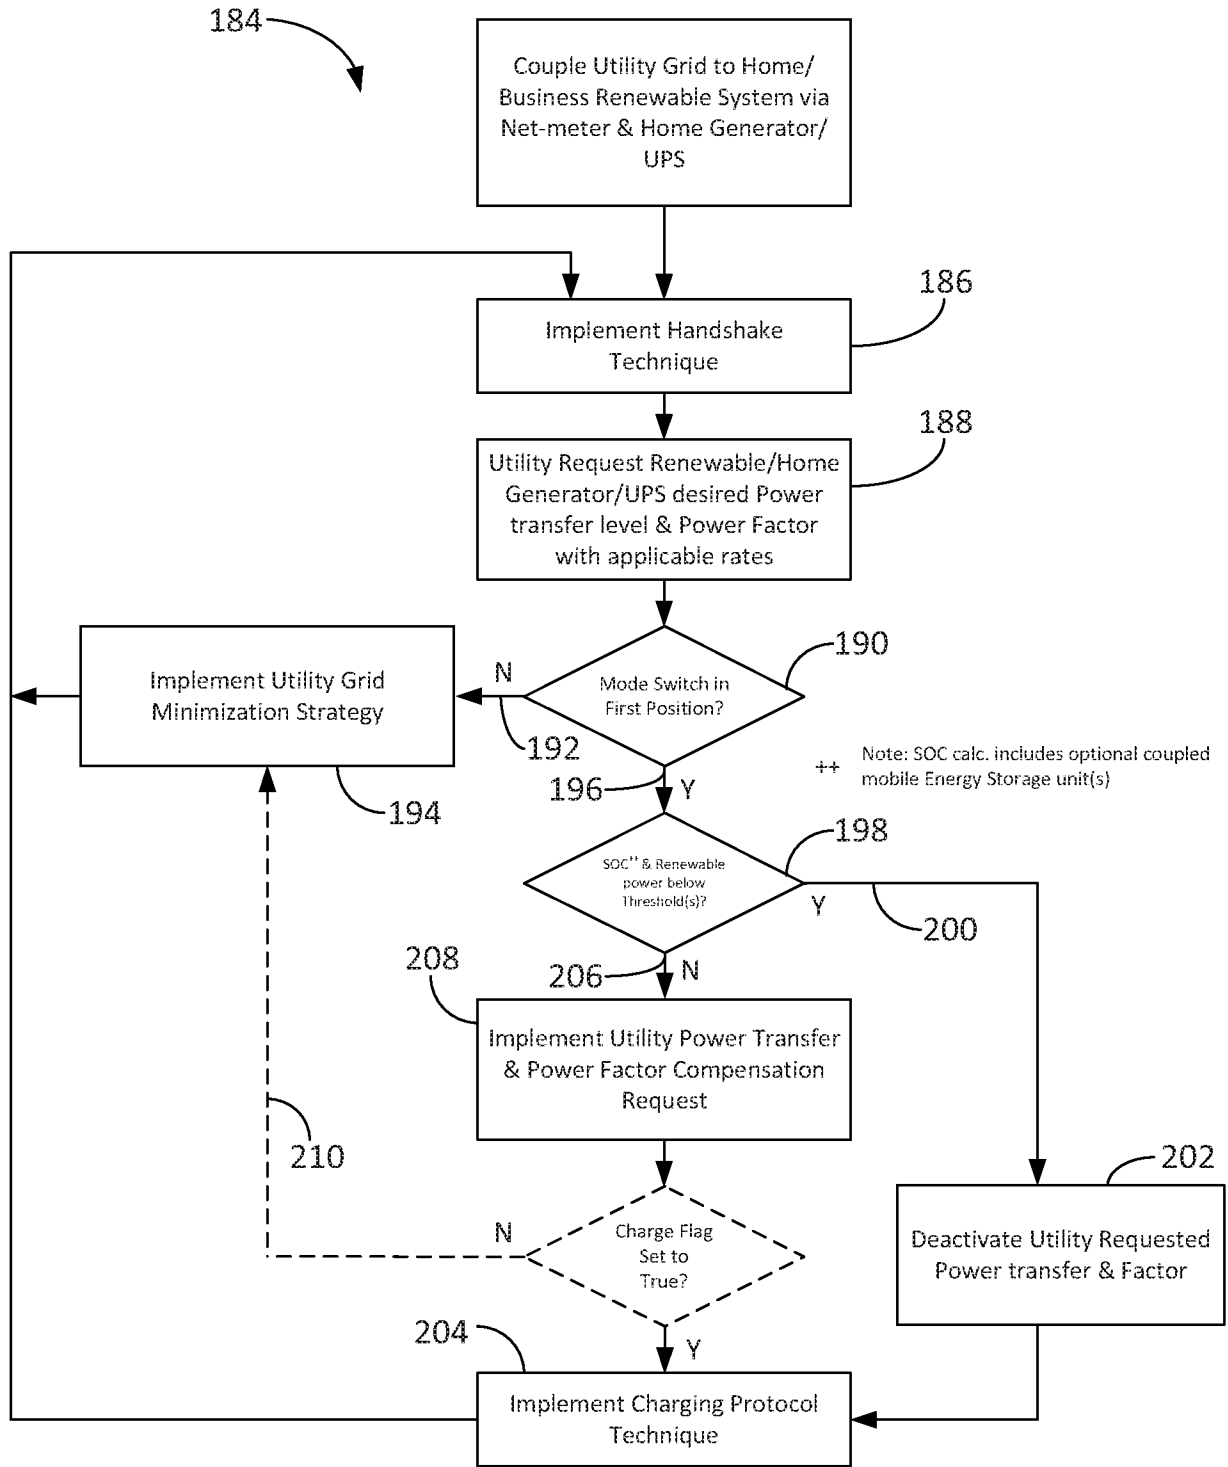 184
Couple Utility Grid to Home/
Business Renewable System via
Net-meter & Home Generator/
UPS
186
Implement Handshake
Technique
188
Utility Request Renewable/Home
Generator/UPS desired Power
transfer level & Power Factor
with applicable rates
190
Mode Switch in
First Position?
N
192
Implement Utility Grid
Minimization Strategy
194
196
Y
++ Note: SOC calc. includes optional coupled
mobile Energy Storage unit(s)
198
SOC++ & Renewable
power below
Threshold(s)?
Y
200
206
N
208
Implement Utility Power Transfer
& Power Factor Compensation
Request
210
202
Deactivate Utility Requested
Power transfer & Factor
N
Charge Flag
Set to
True?
204
Y
Implement Charging Protocol
Technique